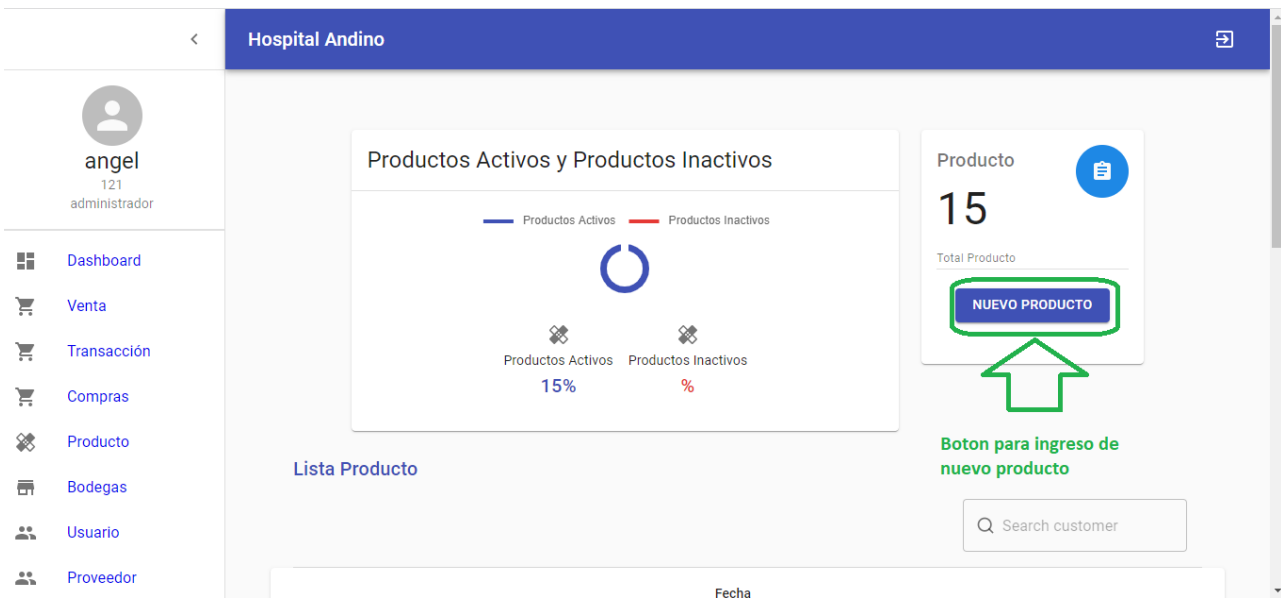 Hospital Andino
angel
121
administrador
Dashboard
Venta
Transacción
Compras
Producto
Bodegas
Usuario
Proveedor
Productos Activos y Productos Inactivos
Productos Activos Productos Inactivos
Productos Activos Productos Inactivos
15% %
Producto
15
Total Producto
NUEVO PRODUCTO
Boton para ingreso de
nuevo producto
Lista Producto
Search customer
Fecha